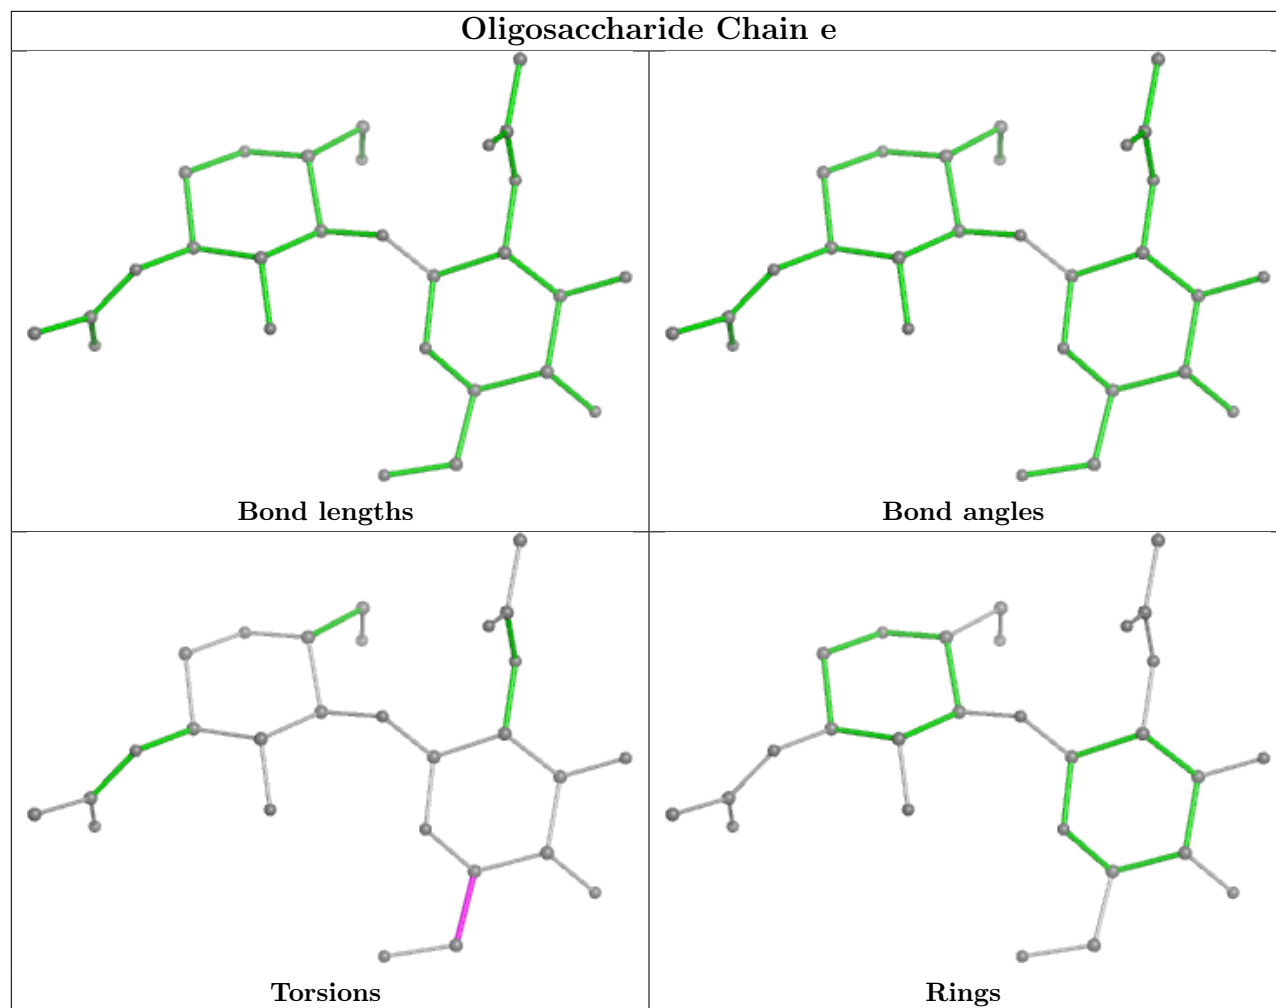 Oligosaccharide Chain e
Bond lengths
Bond angles
Torsions
Rings